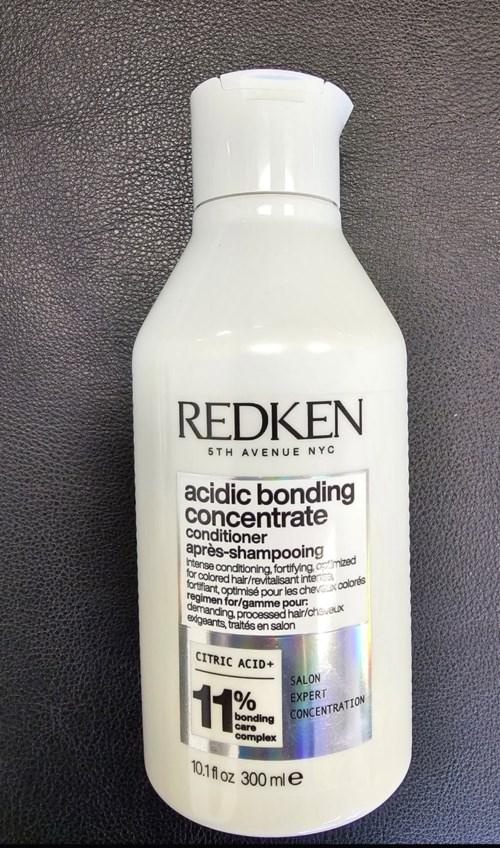 REDKEN
5TH AVENUE NYC
acidic bonding
concentrate
conditioner
après-shampooing
intense conditioning, fortifying, optimized
for colored hair/revitalisant intense,
fortifiant, optimisé pour les cheveux colorés
regimen for/gamme pour:
demanding, processed hair/cheveux
exigeants, traités en salon
CITRIC ACID+
11%
bonding
care
complex
SALON
EXPERT
CONCENTRATION
10.1 fl oz 300 ml e